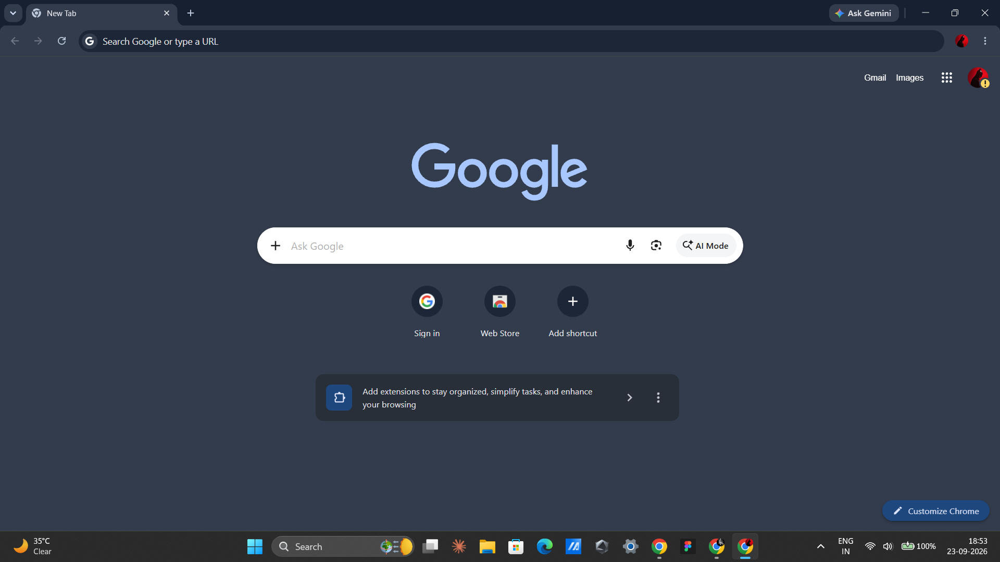 New Tab
Ask Gemini
Search Google or type a URL
Gmail Images
Google
Ask Google
AI Mode
Sign in
Web Store
Add shortcut
Add extensions to stay organized, simplify tasks, and enhance
your browsing
Customize Chrome
35°C
Clear
Search
ENG
IN
100%
18:53
23-09-2026